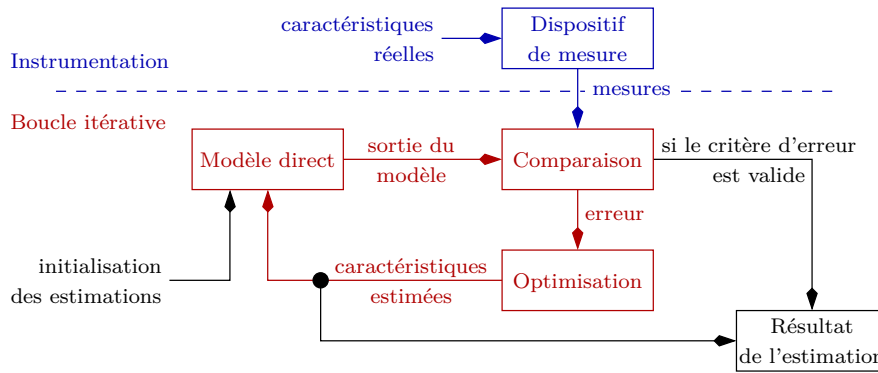 caractéristiques
réelles
Dispositif
de mesure
Instrumentation
mesures
Boucle itérative
Modèle direct
sortie du
modèle
Comparaison
si le critère d'erreur
est valide
erreur
initialisation
des estimations
caractéristiques
estimées
Optimisation
Résultat
de l'estimation